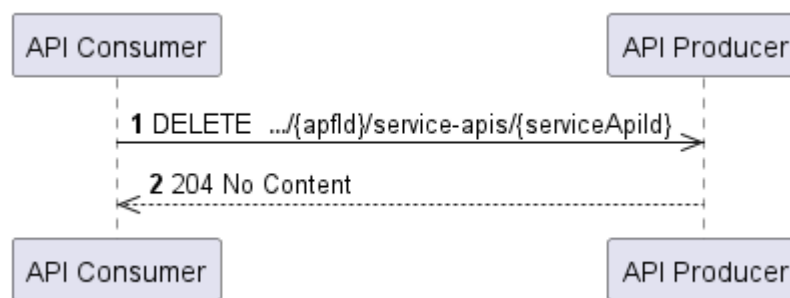 API Consumer
API Producer
1 DELETE .../{apfId}/service-apis/{serviceApiId}
2 204 No Content
API Consumer
API Producer